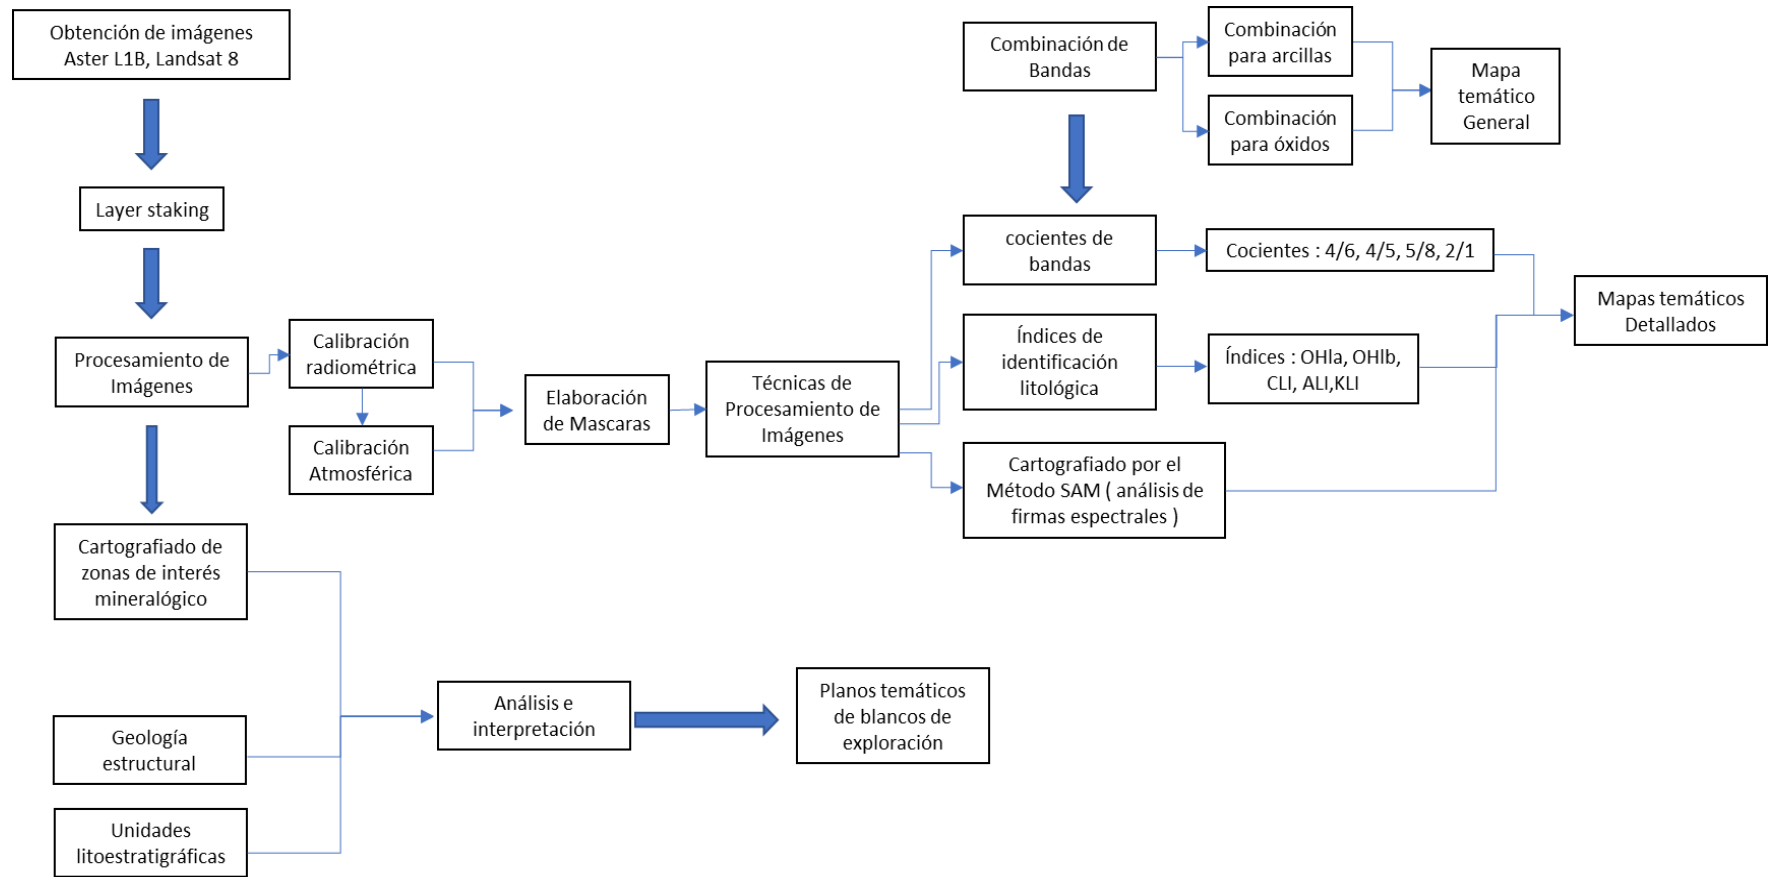 Obtención de imágenes
Aster L1B, Landsat 8
Layer staking
Procesamiento de
Imágenes
Calibración
radiométrica
Calibración
Atmosférica
Elaboración
de Mascaras
Técnicas de
Procesamiento de
Imágenes
Combinación de
Bandas
Combinación
para arcillas
Combinación
para óxidos
Mapa
temático
General
cocientes de
bandas
Cocientes : 4/6, 4/5, 5/8, 2/1
Índices de
identificación
litológica
Índices : OHIa, OHIb,
CLI, ALI,KLI
Cartografiado por el
Método SAM ( análisis de
firmas espectrales )
Mapas temáticos
Detallados
Cartografiado de
zonas de interés
mineralógico
Geología
estructural
Unidades
litoestratigráficas
Análisis e
interpretación
Planos temáticos
de blancos de
exploración